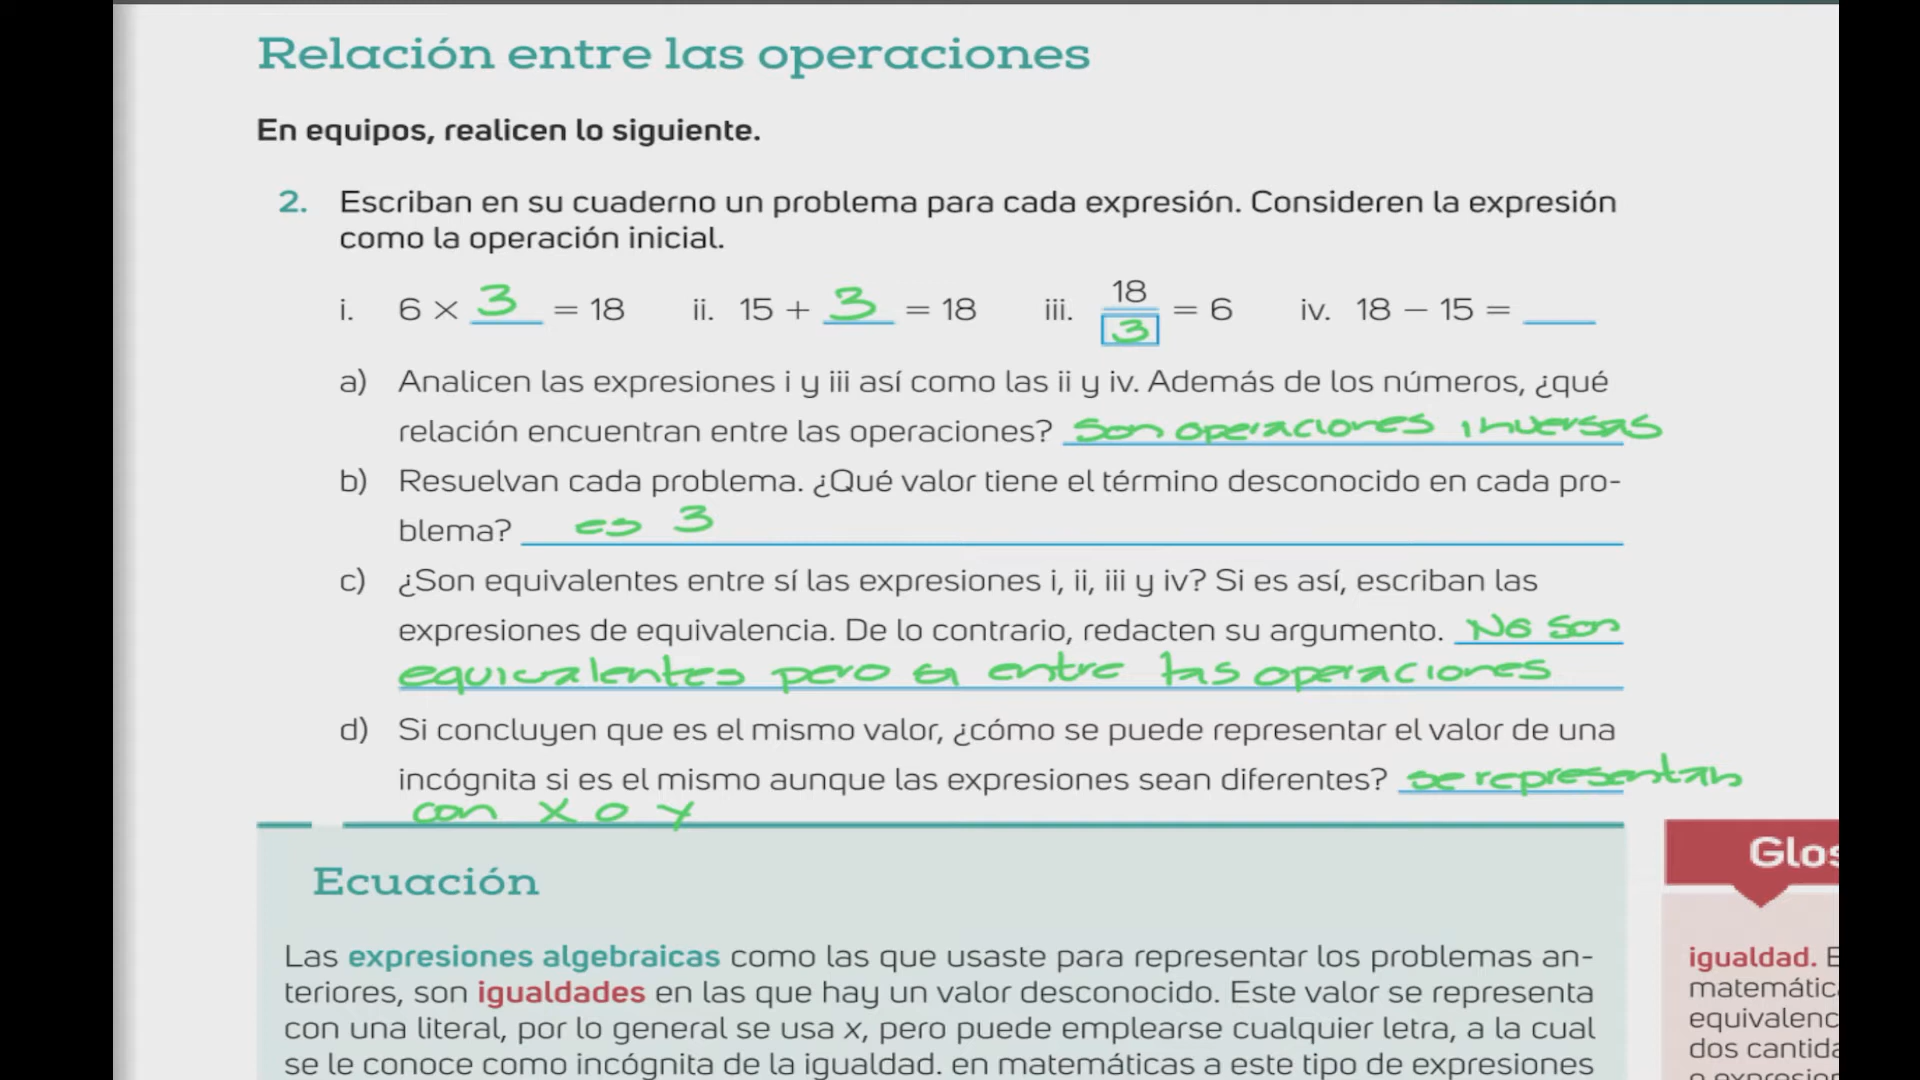 Relación entre las operaciones
En equipos, realicen lo siguiente.
2. Escriban en su cuaderno un problema para cada expresión. Consideren la expresión
como la operación inicial.
i. 6 × 3 = 18 ii. 15 + 3 = 18 iii. 18/3 = 6 iv. 18 − 15 = ___
a) Analicen las expresiones i y iii así como las ii y iv. Además de los números, ¿qué
relación encuentran entre las operaciones? Son operaciones inversas
b) Resuelvan cada problema. ¿Qué valor tiene el término desconocido en cada pro-
blema? es 3
c) ¿Son equivalentes entre sí las expresiones i, ii, iii y iv? Si es así, escriban las
expresiones de equivalencia. De lo contrario, redacten su argumento. No son
equivalentes pero si entre las operaciones
d) Si concluyen que es el mismo valor, ¿cómo se puede representar el valor de una
incógnita si es el mismo aunque las expresiones sean diferentes? se representan
con x o y
Ecuación
Las expresiones algebraicas como las que usaste para representar los problemas an-
teriores, son igualdades en las que hay un valor desconocido. Este valor se representa
con una literal, por lo general se usa x, pero puede emplearse cualquier letra, a la cual
se le conoce como incógnita de la igualdad. en matemáticas a este tipo de expresiones
Glos
igualdad. E
matemátic
equivalenc
dos cantida